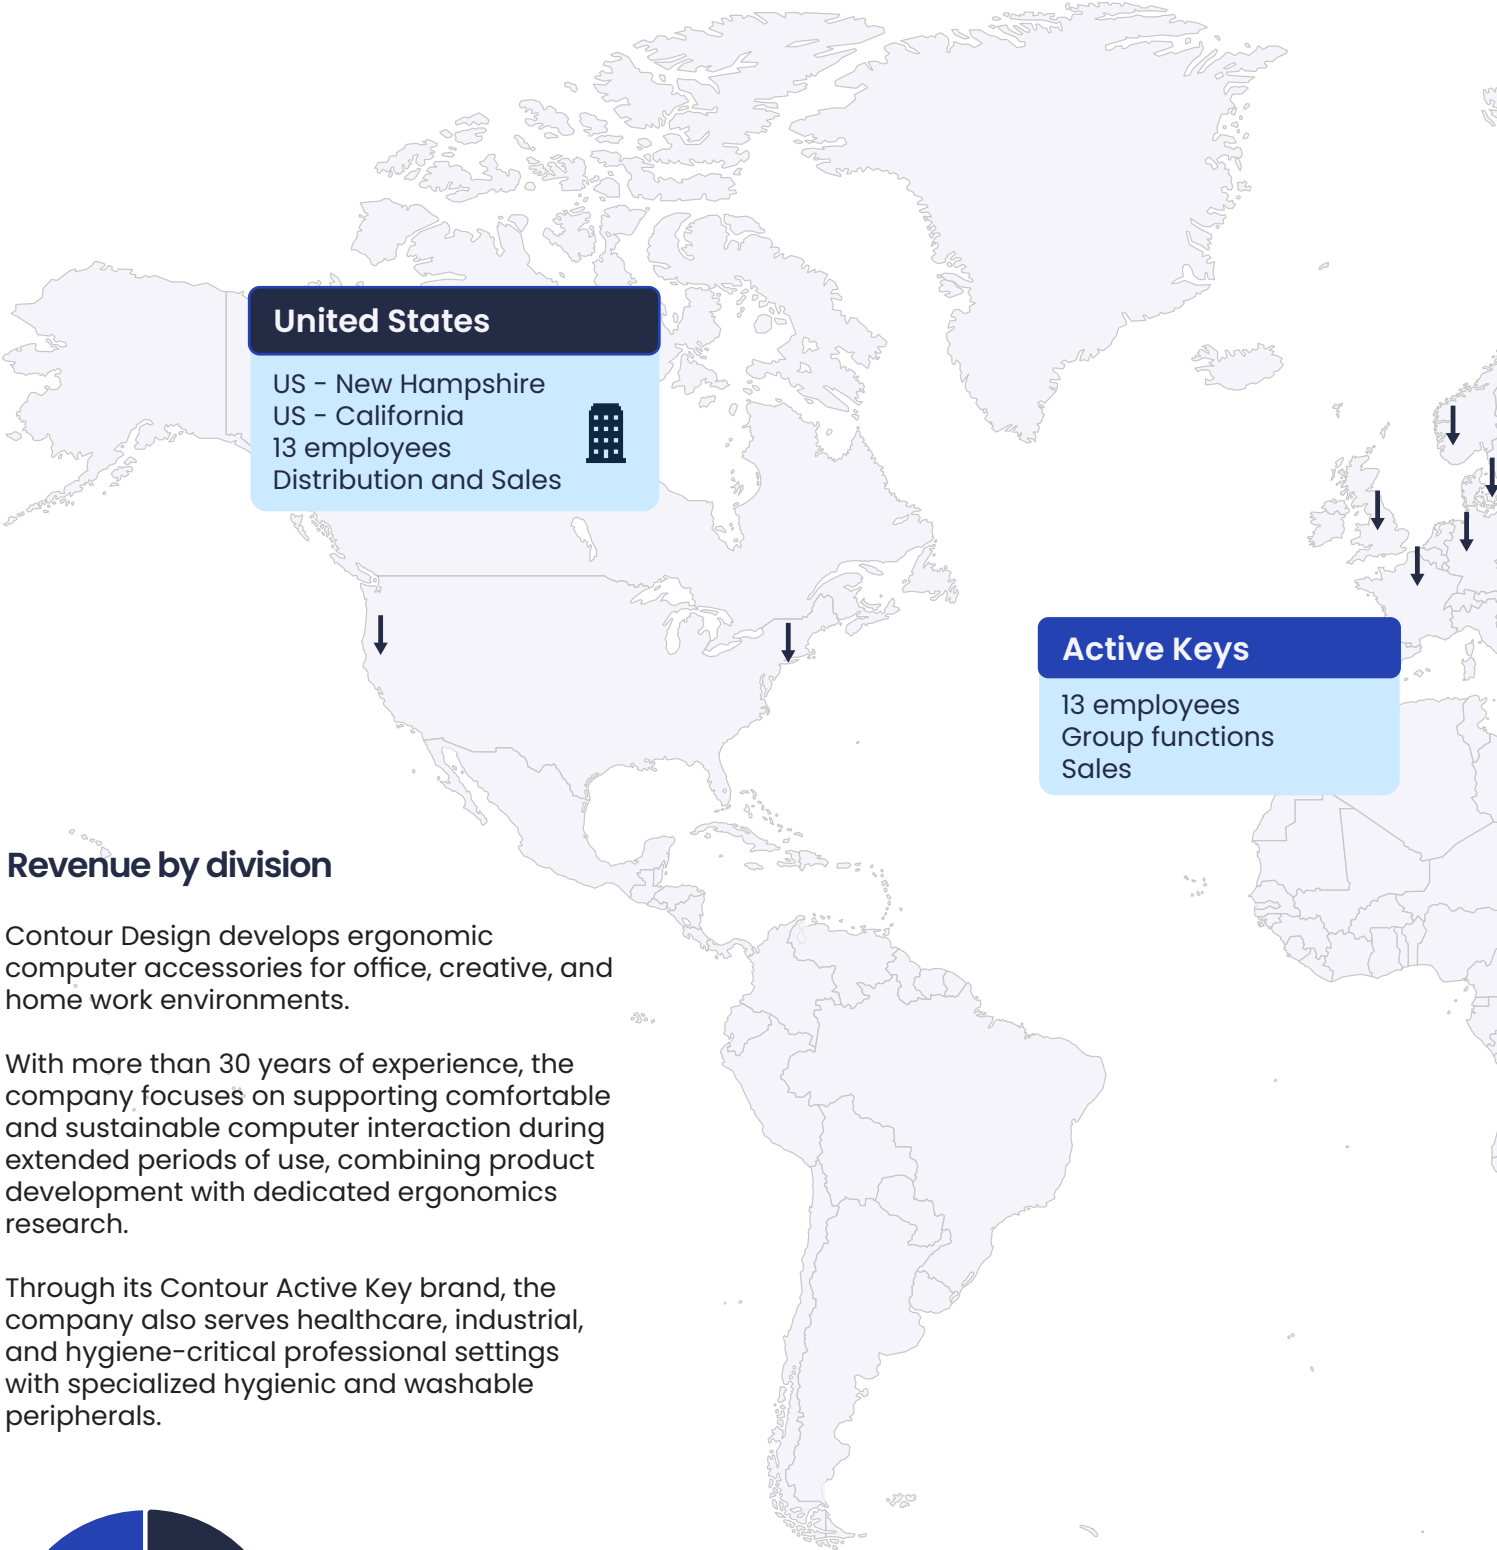 United States
US - New Hampshire
US - California
13 employees
Distribution and Sales
Active Keys
13 employees
Group functions
Sales
Revenue by division
Contour Design develops ergonomic
computer accessories for office, creative, and
home work environments.
With more than 30 years of experience, the
company focuses on supporting comfortable
and sustainable computer interaction during
extended periods of use, combining product
development with dedicated ergonomics
research.
Through its Contour Active Key brand, the
company also serves healthcare, industrial,
and hygiene-critical professional settings
with specialized hygienic and washable
peripherals.